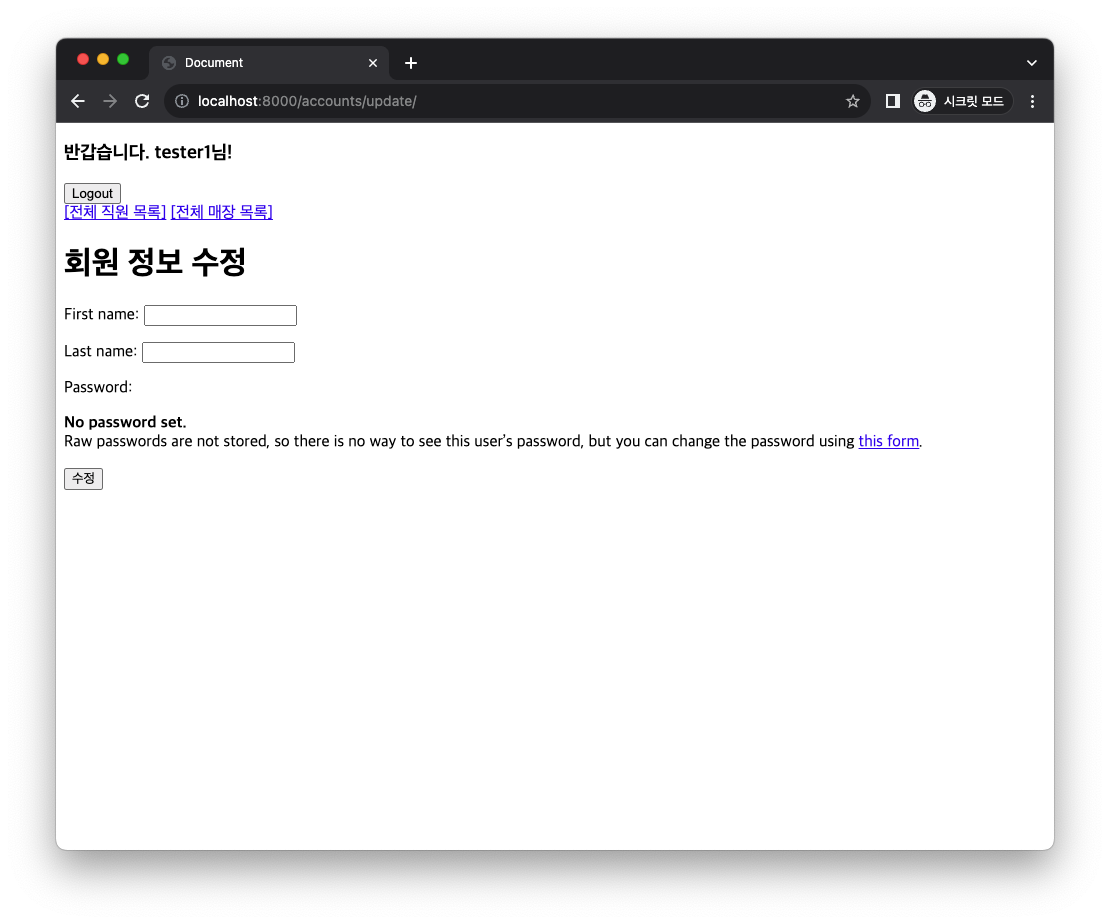 Document
localhost:8000/accounts/update/
시크릿 모드
반갑습니다. tester1님!
Logout
[전체 직원 목록] [전체 매장 목록]
회원 정보 수정
First name:
Last name:
Password:
No password set.
Raw passwords are not stored, so there is no way to see this user's password, but you can change the password using this form.
수정